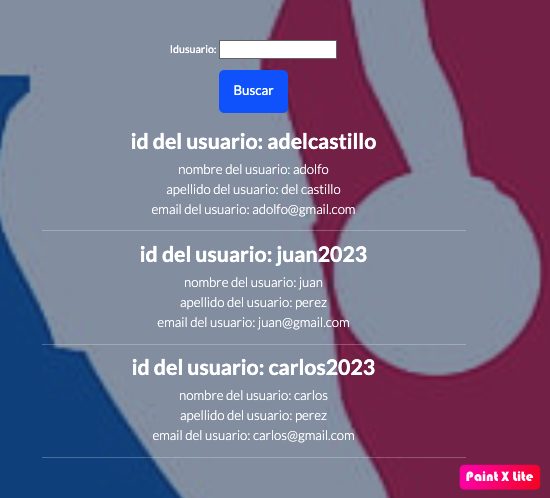 Idusuario:
Buscar
id del usuario: adelcastillo
nombre del usuario: adolfo
apellido del usuario: del castillo
email del usuario: adolfo@gmail.com
id del usuario: juan2023
nombre del usuario: juan
apellido del usuario: perez
email del usuario: juan@gmail.com
id del usuario: carlos2023
nombre del usuario: carlos
apellido del usuario: perez
email del usuario: carlos@gmail.com
Paint X Lite